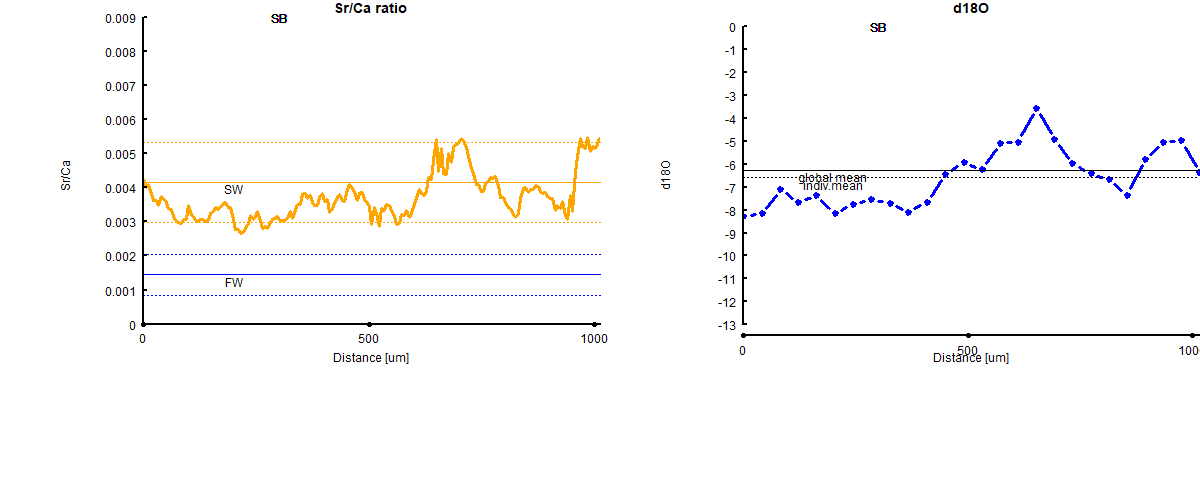 Sr/Ca ratio
SB
0.009
0.008
0.007
0.006
0.005
0.004
0.003
0.002
0.001
0
Sr/Ca
SW
FW
0
500
1000
Distance [um]
d18O
SB
0
-1
-2
-3
-4
-5
-6
-7
-8
-9
-10
-11
-12
-13
d18O
global mean
indiv.mean
0
500
100
Distance [um]